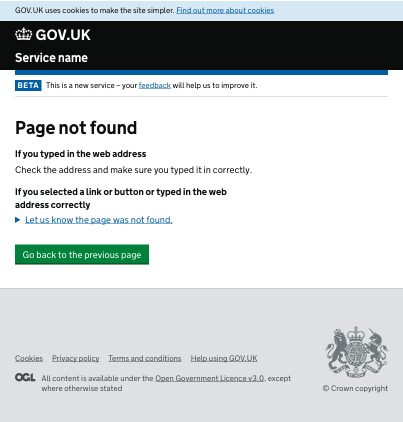 GOV.UK uses cookies to make the site simpler. Find out more about cookies
GOV.UK
Service name
BETA This is a new service – your feedback will help us to improve it.
Page not found
If you typed in the web address
Check the address and make sure you typed it in correctly.
If you selected a link or button or typed in the web
address correctly
Let us know the page was not found.
Go back to the previous page
Cookies Privacy policy Terms and conditions Help using GOV.UK
OGL All content is available under the Open Government Licence v3.0, except
where otherwise stated
© Crown copyright